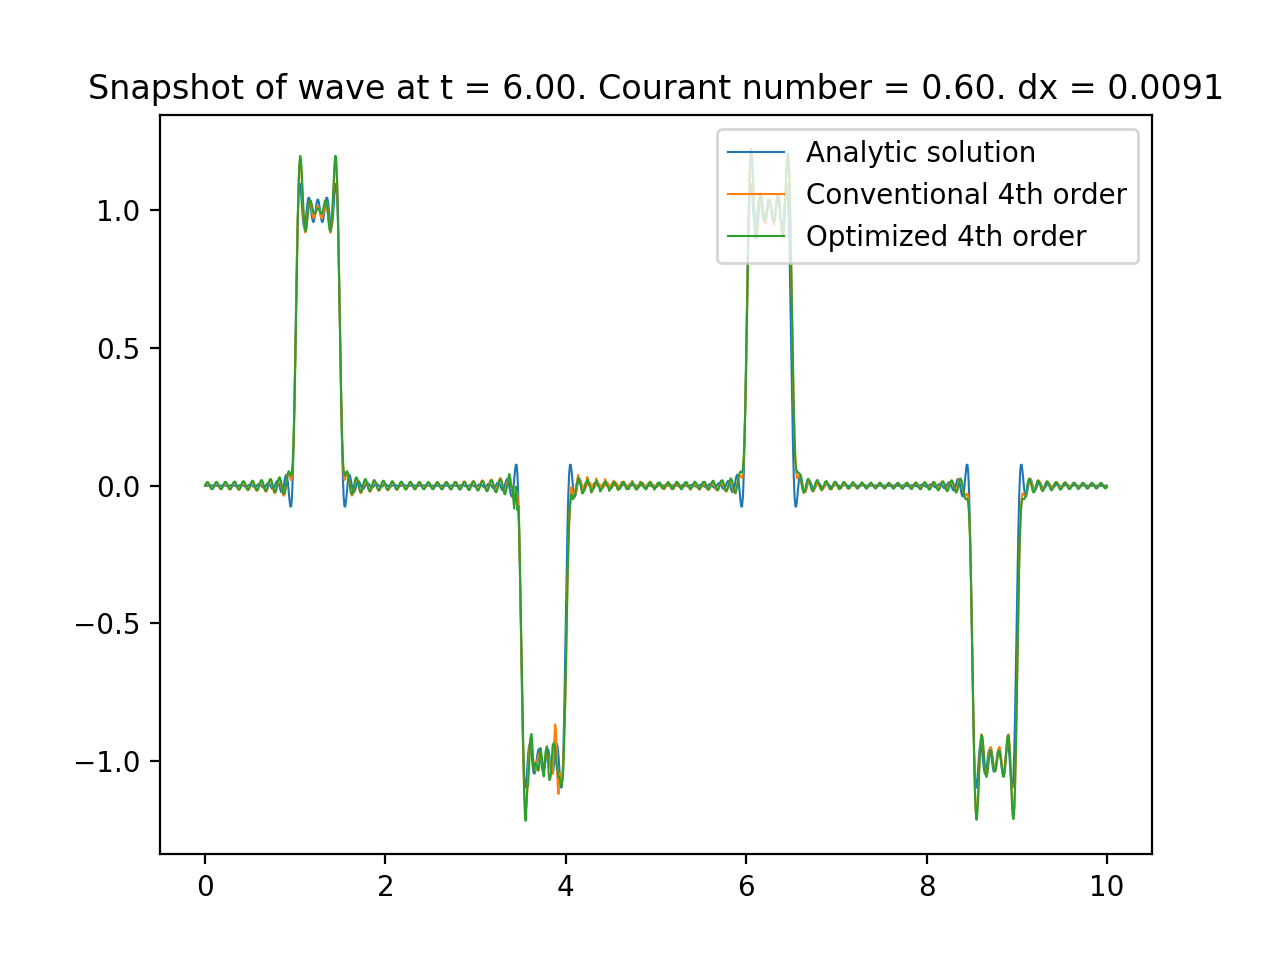 Snapshot of wave at t = 6.00. Courant number = 0.60. dx = 0.0091
Analytic solution
Conventional 4th order
Optimized 4th order
1.0
0.5
0.0
−0.5
−1.0
0 2 4 6 8 10